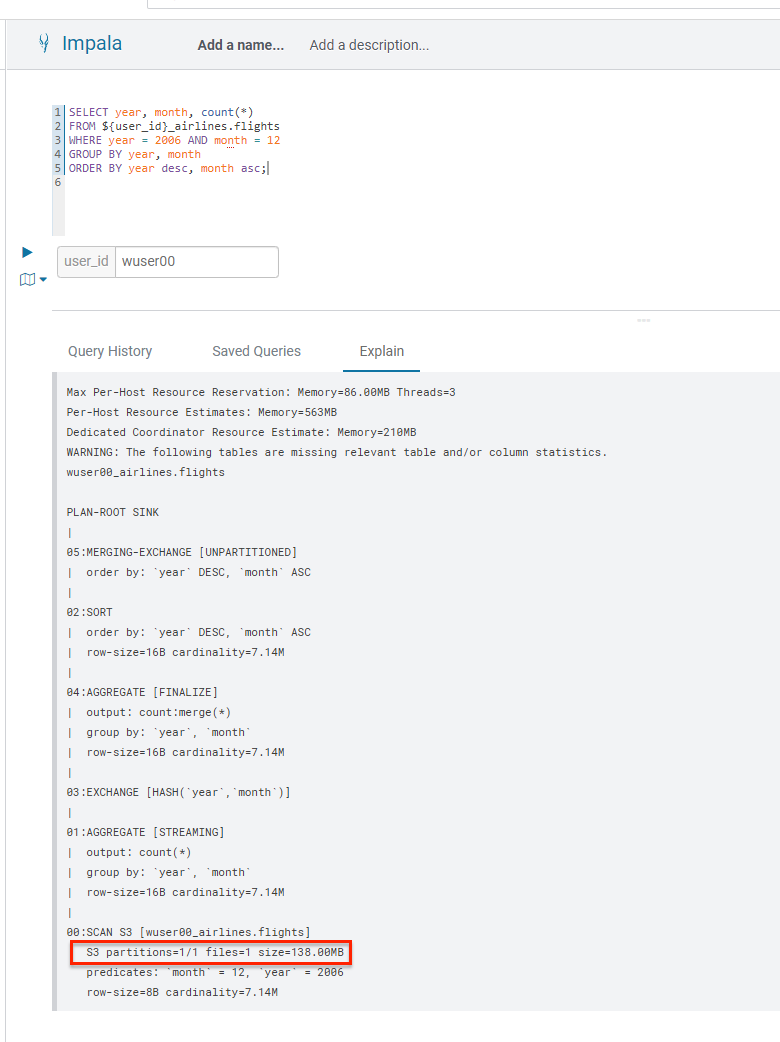 Impala
Add a name... Add a description...
1 SELECT year, month, count(*)
2 FROM ${user_id}_airlines.flights
3 WHERE year = 2006 AND month = 12
4 GROUP BY year, month
5 ORDER BY year desc, month asc;
6
user_id wuser00
Query History Saved Queries Explain
Max Per-Host Resource Reservation: Memory=86.00MB Threads=3
Per-Host Resource Estimates: Memory=563MB
Dedicated Coordinator Resource Estimate: Memory=210MB
WARNING: The following tables are missing relevant table and/or column statistics.
wuser00_airlines.flights
PLAN-ROOT SINK
|
05:MERGING-EXCHANGE [UNPARTITIONED]
| order by: `year` DESC, `month` ASC
|
02:SORT
| order by: `year` DESC, `month` ASC
| row-size=16B cardinality=7.14M
|
04:AGGREGATE [FINALIZE]
| output: count:merge(*)
| group by: `year`, `month`
| row-size=16B cardinality=7.14M
|
03:EXCHANGE [HASH(`year`,`month`)]
|
01:AGGREGATE [STREAMING]
| output: count(*)
| group by: `year`, `month`
| row-size=16B cardinality=7.14M
|
00:SCAN S3 [wuser00_airlines.flights]
S3 partitions=1/1 files=1 size=138.00MB
predicates: `month` = 12, `year` = 2006
row-size=8B cardinality=7.14M